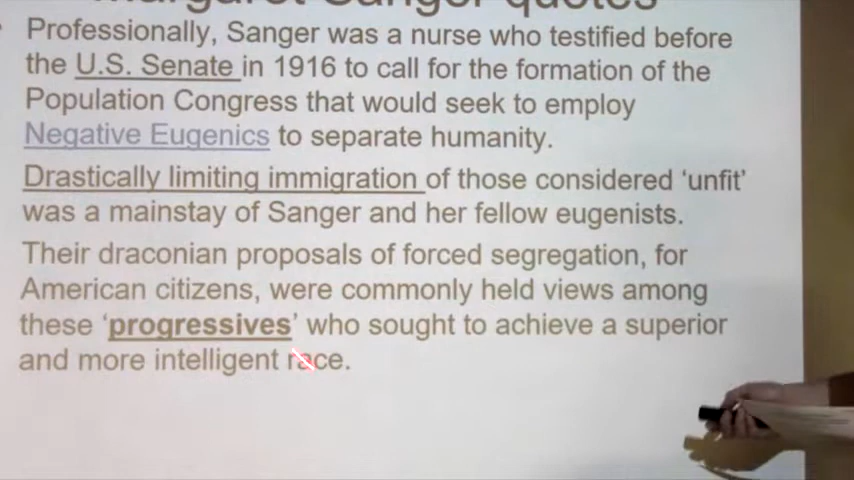 Margaret Sanger quotes
Professionally, Sanger was a nurse who testified before
the U.S. Senate in 1916 to call for the formation of the
Population Congress that would seek to employ
Negative Eugenics to separate humanity.
Drastically limiting immigration of those considered ‘unfit’
was a mainstay of Sanger and her fellow eugenists.
Their draconian proposals of forced segregation, for
American citizens, were commonly held views among
these ‘progressives’ who sought to achieve a superior
and more intelligent race.